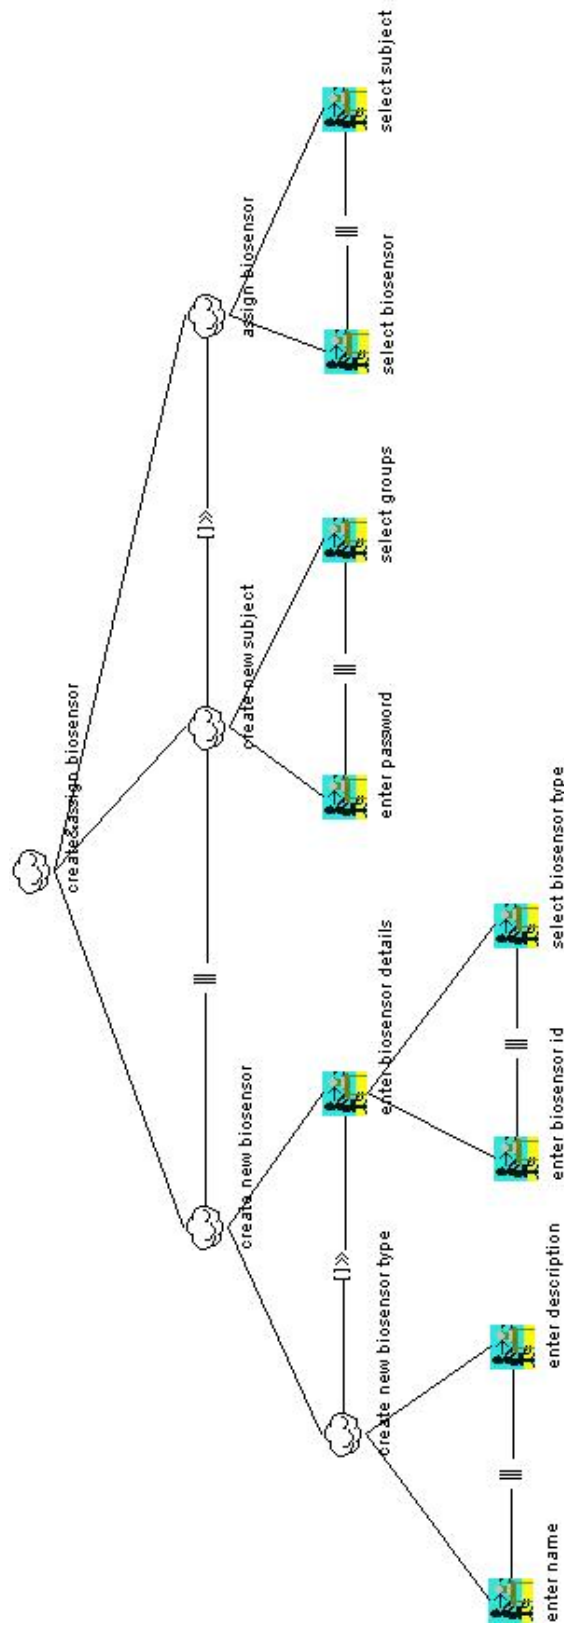 create&assign biosensor
create new biosensor
|||
create new subject
[]>>
assign biosensor
create new biosensor type
[]>>
enter biosensor details
enter password
|||
select groups
select biosensor
|||
select subject
enter name
|||
enter description
enter biosensor id
|||
select biosensor type